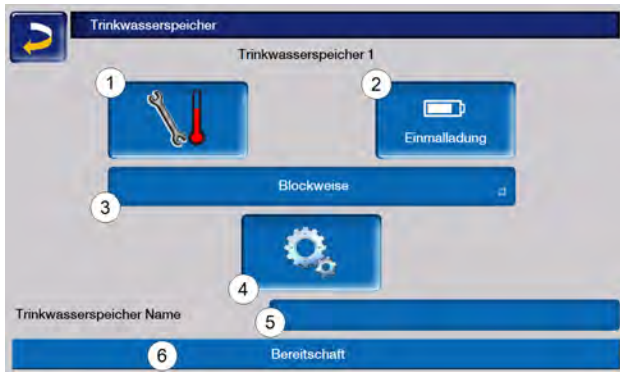 Trinkwasserspeicher
Trinkwasserspeicher 1
1
2
Einmalladung
Blockweise
3
4
Trinkwasserspeicher Name
5
6
Bereitschaft